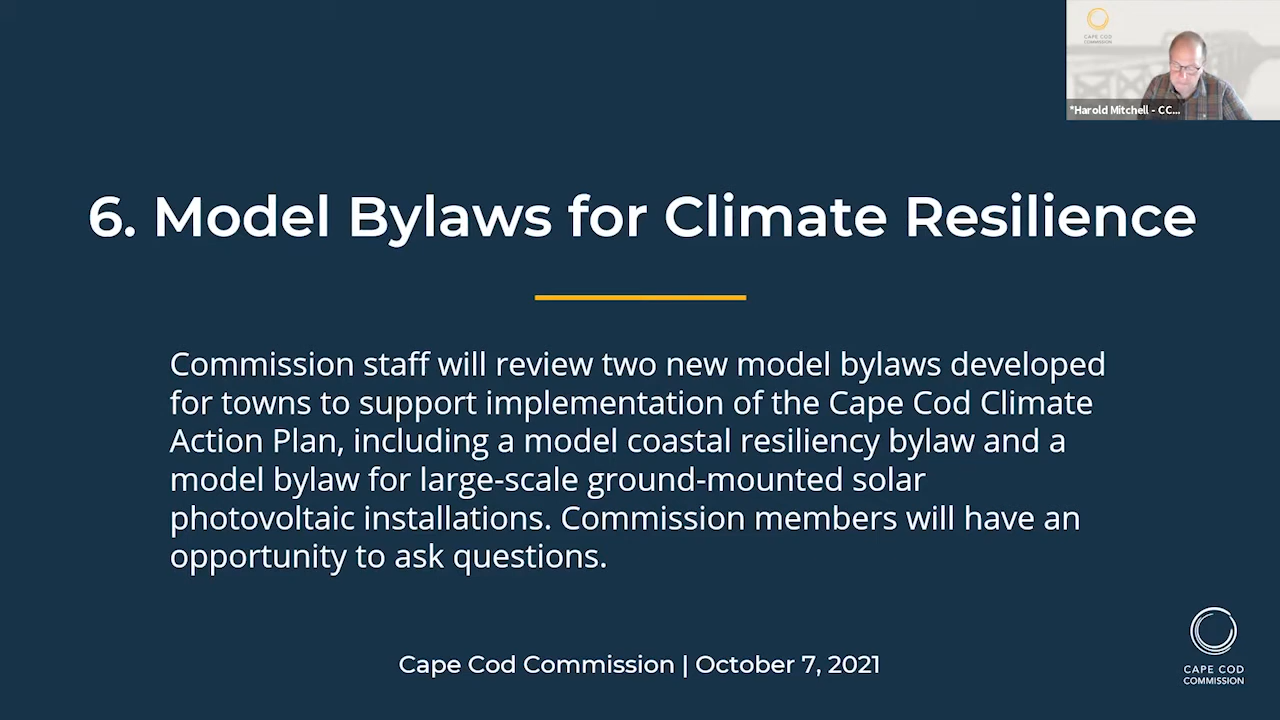 CAPE COD
COMMISSION
*Harold Mitchell - CC...
6. Model Bylaws for Climate Resilience
Commission staff will review two new model bylaws developed
for towns to support implementation of the Cape Cod Climate
Action Plan, including a model coastal resiliency bylaw and a
model bylaw for large-scale ground-mounted solar
photovoltaic installations. Commission members will have an
opportunity to ask questions.
Cape Cod Commission | October 7, 2021
CAPE COD
COMMISSION